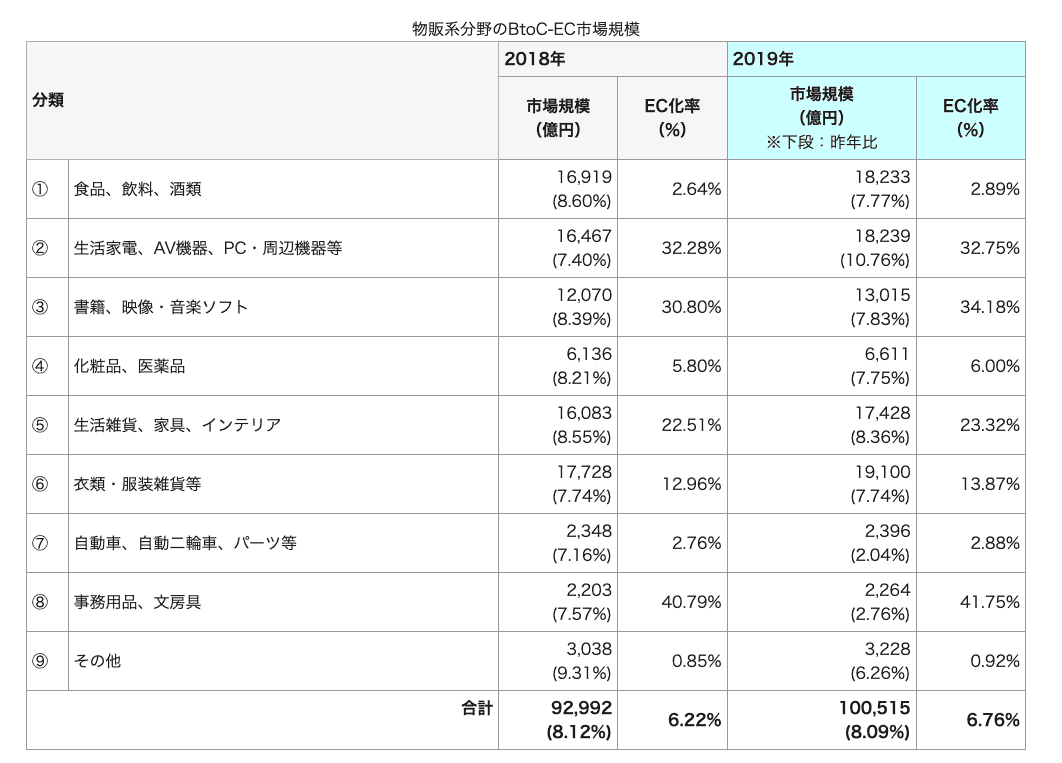 物販系分野のBtoC-EC市場規模
分類
2018年
2019年
市場規模
（億円）
EC化率
（%）
市場規模
（億円）
※下段：昨年比
EC化率
（%）
① 食品、飲料、酒類 16,919 2.64% 18,233 2.89%
(8.60%) (7.77%)
② 生活家電、AV機器、PC・周辺機器等 16,467 32.28% 18,239 32.75%
(7.40%) (10.76%)
③ 書籍、映像・音楽ソフト 12,070 30.80% 13,015 34.18%
(8.39%) (7.83%)
④ 化粧品、医薬品 6,136 5.80% 6,611 6.00%
(8.21%) (7.75%)
⑤ 生活雑貨、家具、インテリア 16,083 22.51% 17,428 23.32%
(8.55%) (8.36%)
⑥ 衣類・服装雑貨等 17,728 12.96% 19,100 13.87%
(7.74%) (7.74%)
⑦ 自動車、自動二輪車、パーツ等 2,348 2.76% 2,396 2.88%
(7.16%) (2.04%)
⑧ 事務用品、文房具 2,203 40.79% 2,264 41.75%
(7.57%) (2.76%)
⑨ その他 3,038 0.85% 3,228 0.92%
(9.31%) (6.26%)
合計 92,992 6.22% 100,515 6.76%
(8.12%) (8.09%)